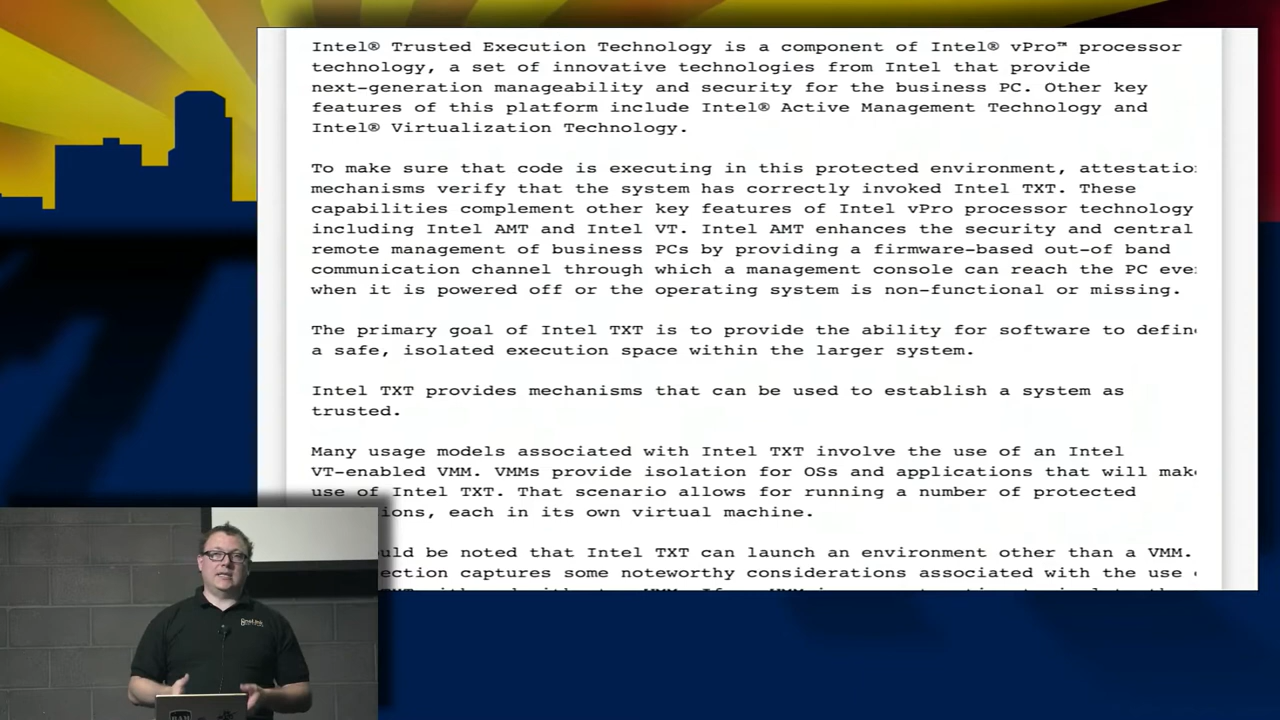 Intel® Trusted Execution Technology is a component of Intel® vPro™ processor
technology, a set of innovative technologies from Intel that provide
next-generation manageability and security for the business PC. Other key
features of this platform include Intel® Active Management Technology and
Intel® Virtualization Technology.
To make sure that code is executing in this protected environment, attestatio
mechanisms verify that the system has correctly invoked Intel TXT. These
capabilities complement other key features of Intel vPro processor technology
including Intel AMT and Intel VT. Intel AMT enhances the security and central
remote management of business PCs by providing a firmware-based out-of band
communication channel through which a management console can reach the PC eve
when it is powered off or the operating system is non-functional or missing.
The primary goal of Intel TXT is to provide the ability for software to defin
a safe, isolated execution space within the larger system.
Intel TXT provides mechanisms that can be used to establish a system as
trusted.
Many usage models associated with Intel TXT involve the use of an Intel
VT-enabled VMM. VMMs provide isolation for OSs and applications that will mak
use of Intel TXT. That scenario allows for running a number of protected
ions, each in its own virtual machine.
uld be noted that Intel TXT can launch an environment other than a VMM.
ection captures some noteworthy considerations associated with the use